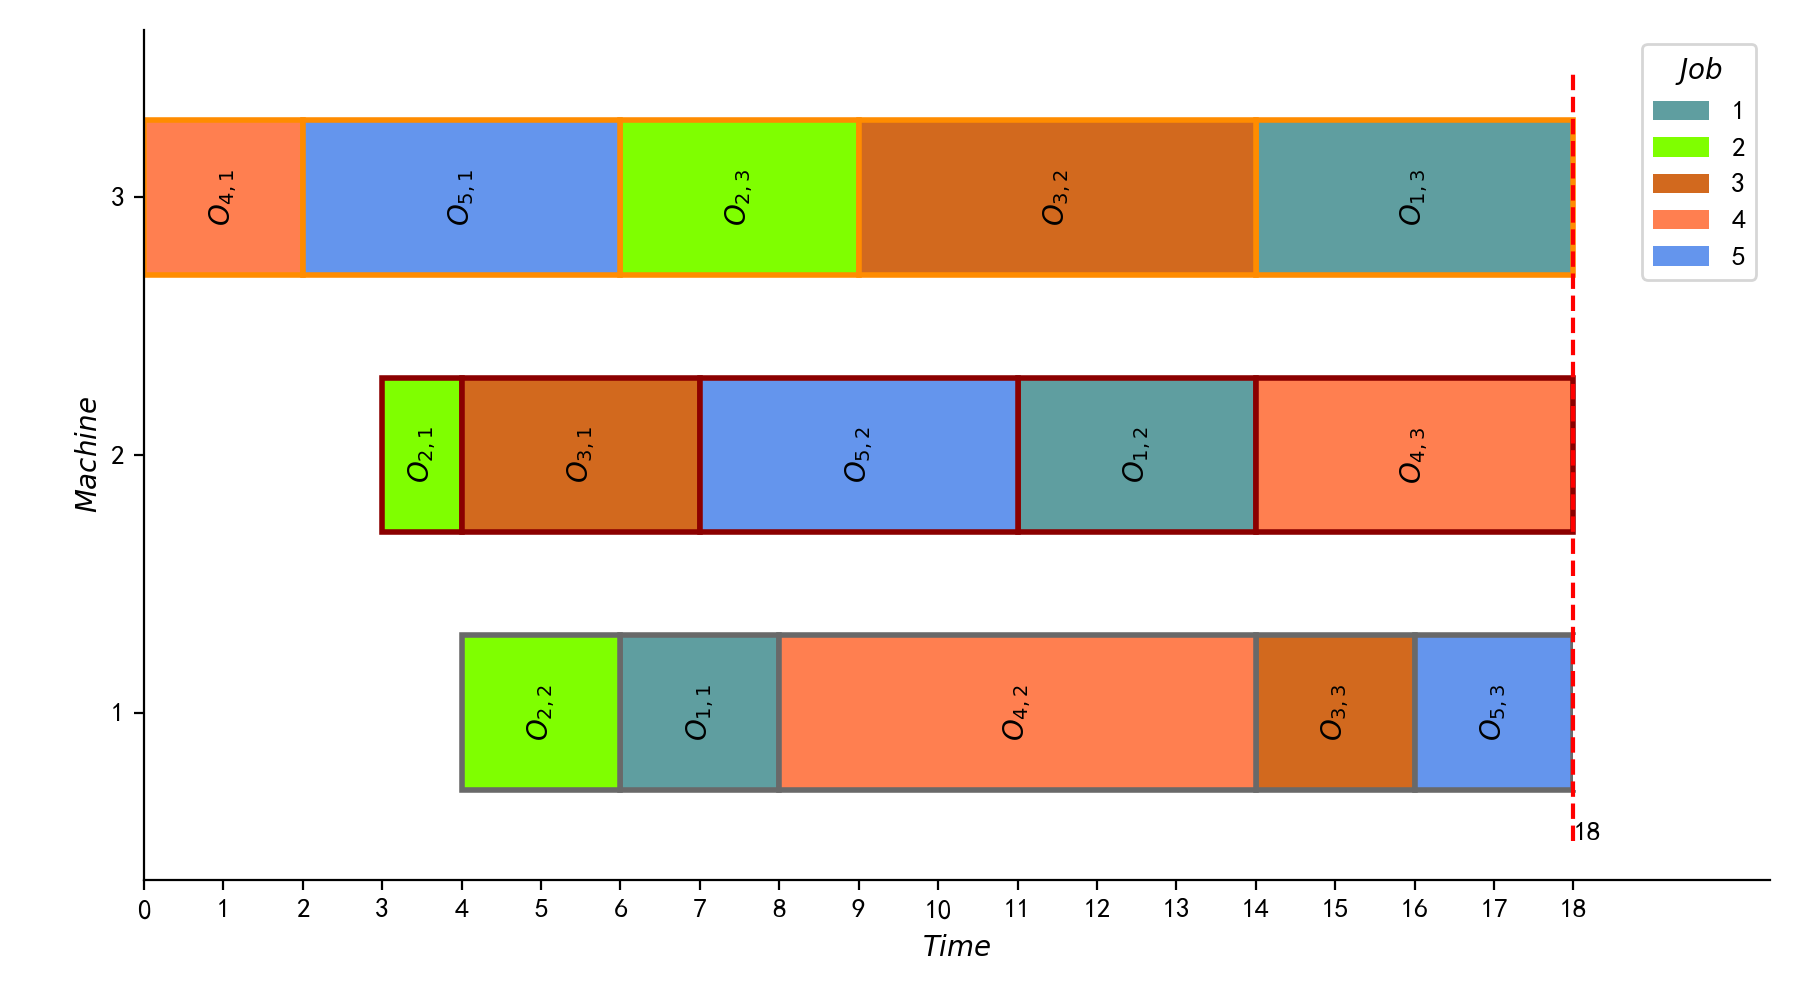 Job
1
2
3
4
5
Machine
3
O4,1
O5,1
O2,3
O3,2
O1,3
2
O2,1
O3,1
O5,2
O1,2
O4,3
1
O2,2
O1,1
O4,2
O3,3
O5,3
18
0 1 2 3 4 5 6 7 8 9 10 11 12 13 14 15 16 17 18
Time